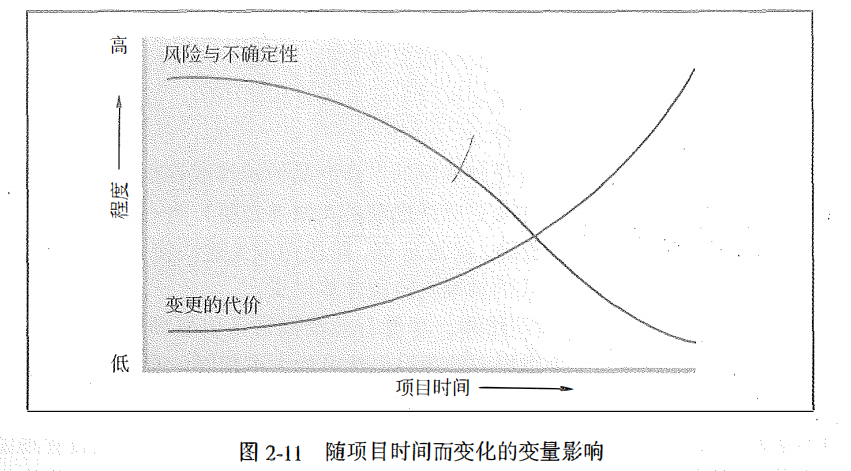 高
风险与不确定性
程度
变更的代价
低
项目时间
图 2-11 随项目时间而变化的变量影响